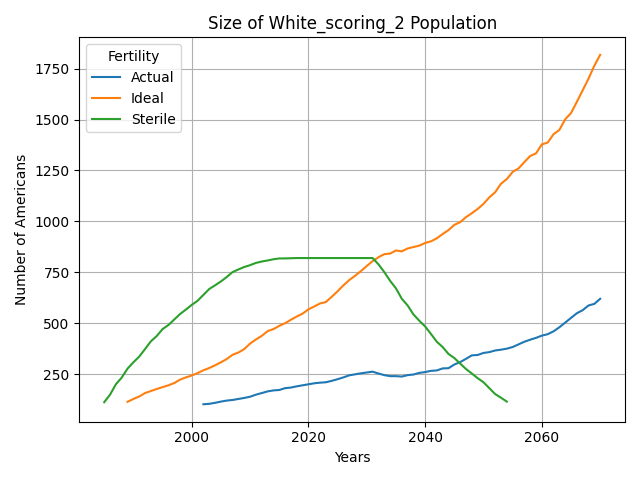 Size of White_scoring_2 Population
Fertility
Actual
Ideal
Sterile
Number of Americans
1750
1500
1250
1000
750
500
250
2000
2020
2040
2060
Years